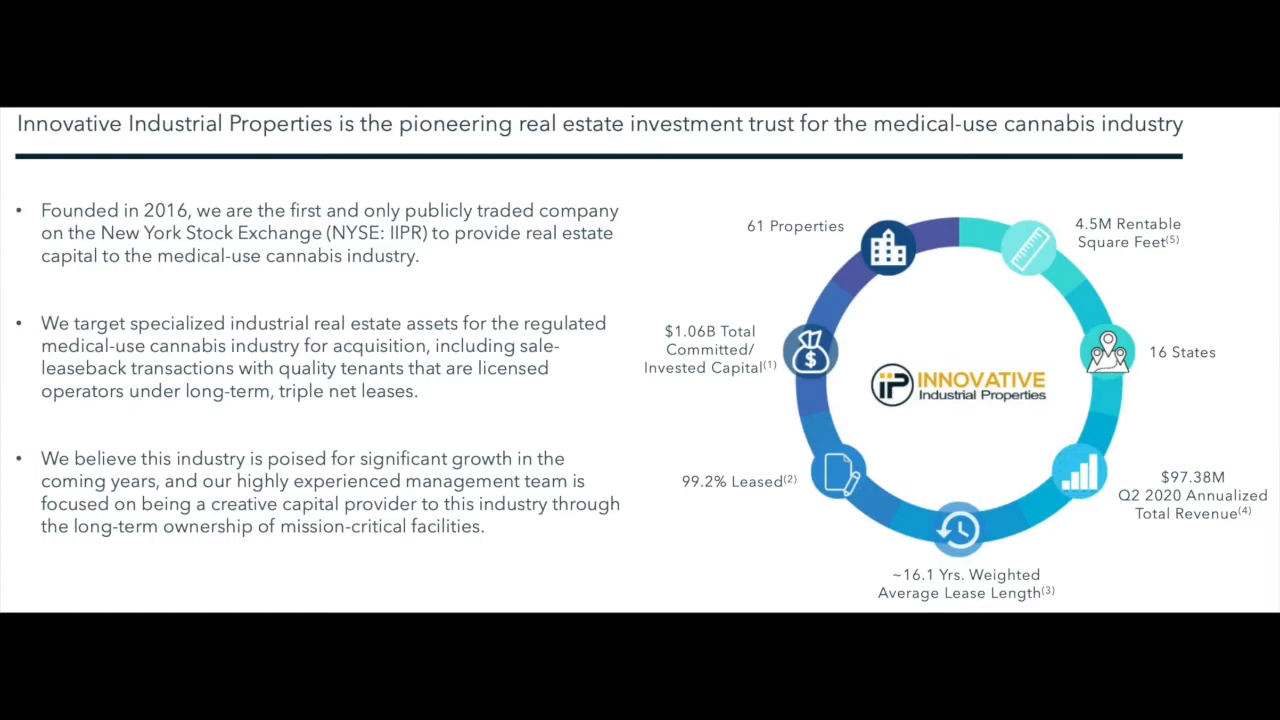 Innovative Industrial Properties is the pioneering real estate investment trust for the medical-use cannabis industry
• Founded in 2016, we are the first and only publicly traded company
on the New York Stock Exchange (NYSE: IIPR) to provide real estate
capital to the medical-use cannabis industry.
• We target specialized industrial real estate assets for the regulated
medical-use cannabis industry for acquisition, including sale-
leaseback transactions with quality tenants that are licensed
operators under long-term, triple net leases.
• We believe this industry is poised for significant growth in the
coming years, and our highly experienced management team is
focused on being a creative capital provider to this industry through
the long-term ownership of mission-critical facilities.
61 Properties
4.5M Rentable
Square Feet(5)
$1.06B Total
Committed/
Invested Capital(1)
$
16 States
iiP INNOVATIVE
Industrial Properties
99.2% Leased(2)
$97.38M
Q2 2020 Annualized
Total Revenue(4)
~16.1 Yrs. Weighted
Average Lease Length(3)